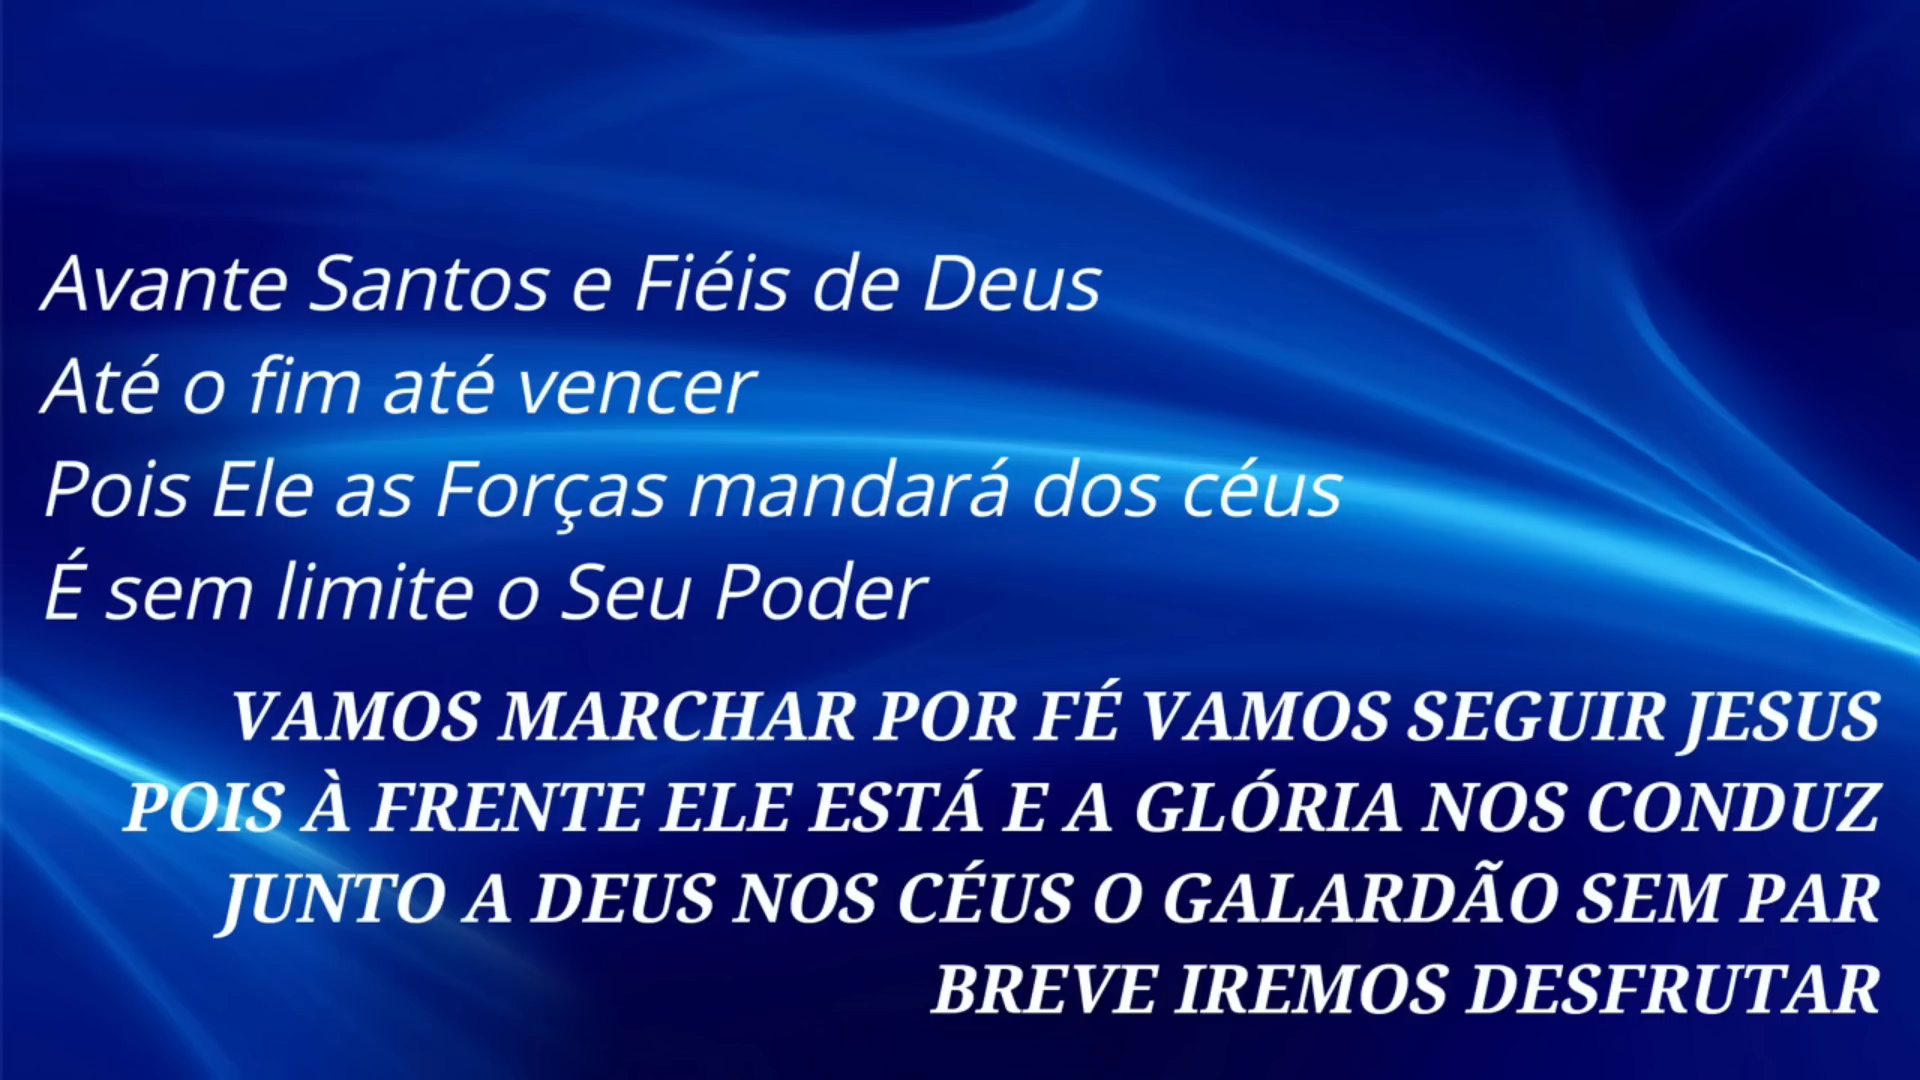 Avante Santos e Fiéis de Deus
Até o fim até vencer
Pois Ele as Forças mandará dos céus
É sem limite o Seu Poder
VAMOS MARCHAR POR FÉ VAMOS SEGUIR JESUS
POIS À FRENTE ELE ESTÁ E A GLÓRIA NOS CONDUZ
JUNTO A DEUS NOS CÉUS O GALARDÃO SEM PAR
BREVE IREMOS DESFRUTAR